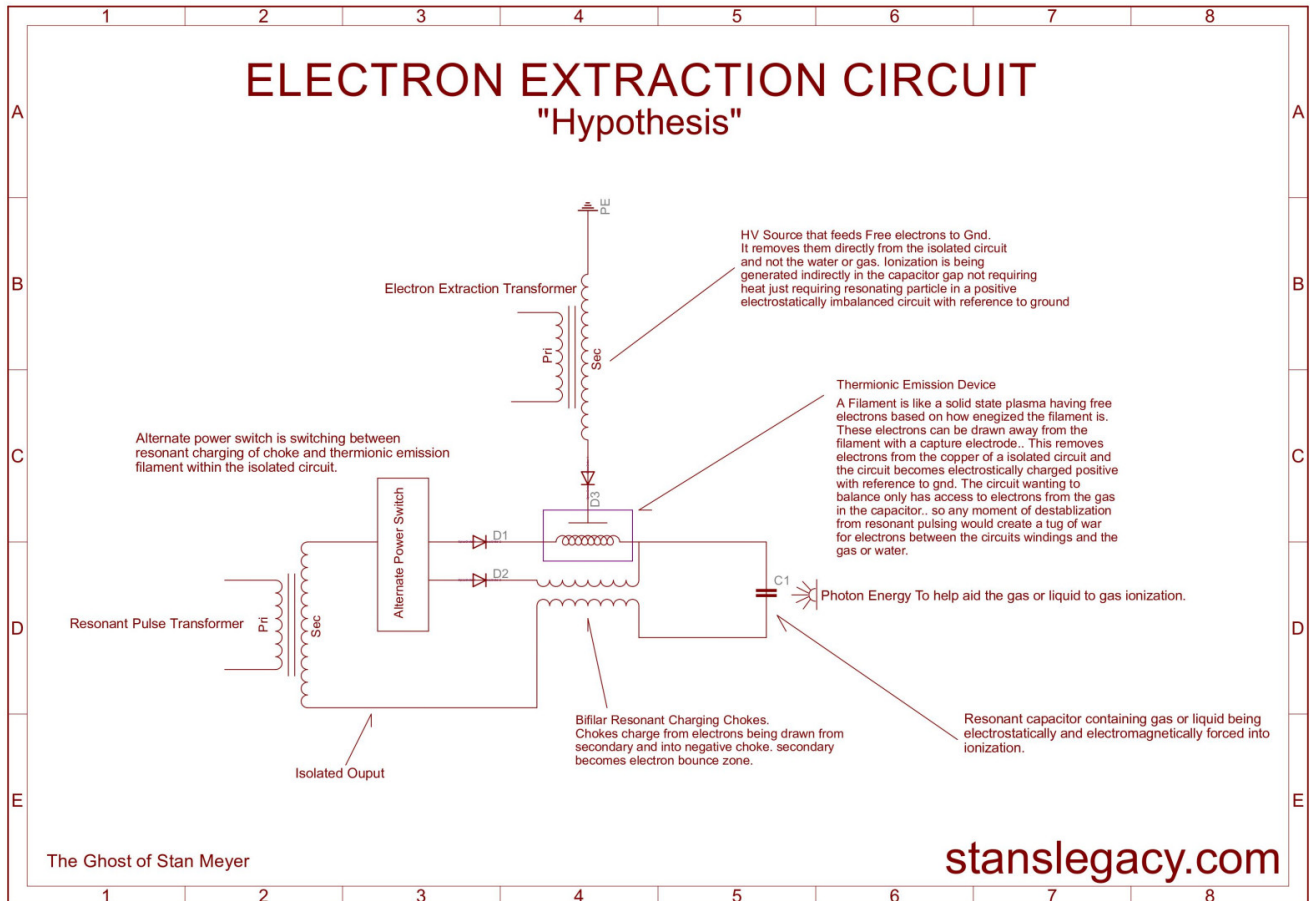 1 2 3 4 5 6 7 8
ELECTRON EXTRACTION CIRCUIT
"Hypothesis"
A A
PE
HV Source that feeds Free electrons to Gnd.
It removes them directly from the isolated circuit
and not the water or gas. Ionization is being
generated indirectly in the capacitor gap not requiring
heat just requiring resonating particle in a positive
electrostatically imbalanced circuit with reference to ground
B B
Electron Extraction Transformer
Pri
Sec
Thermionic Emission Device
A Filament is like a solid state plasma having free
electrons based on how enegized the filament is.
These electrons can be drawn away from the
filament with a capture electrode.. This removes
electrons from the copper of a isolated circuit and
the circuit becomes electrostically charged positive
with reference to gnd. The circuit wanting to
balance only has access to electrons from the gas
in the capacitor.. so any moment of destablization
from resonant pulsing would create a tug of war
for electrons between the circuits windings and the
gas or water.
Alternate power switch is switching between
resonant charging of choke and thermionic emission
filament within the isolated circuit.
C C
D3
Alternate Power Switch
D1
D2
C1
Photon Energy To help aid the gas or liquid to gas ionization.
Resonant Pulse Transformer
Pri
Sec
D D
Bifilar Resonant Charging Chokes.
Chokes charge from electrons being drawn from
secondary and into negative choke. secondary
becomes electron bounce zone.
Resonant capacitor containing gas or liquid being
electrostatically and electromagnetically forced into
ionization.
Isolated Ouput
E E
The Ghost of Stan Meyer
stanslegacy.com
1 2 3 4 5 6 7 8